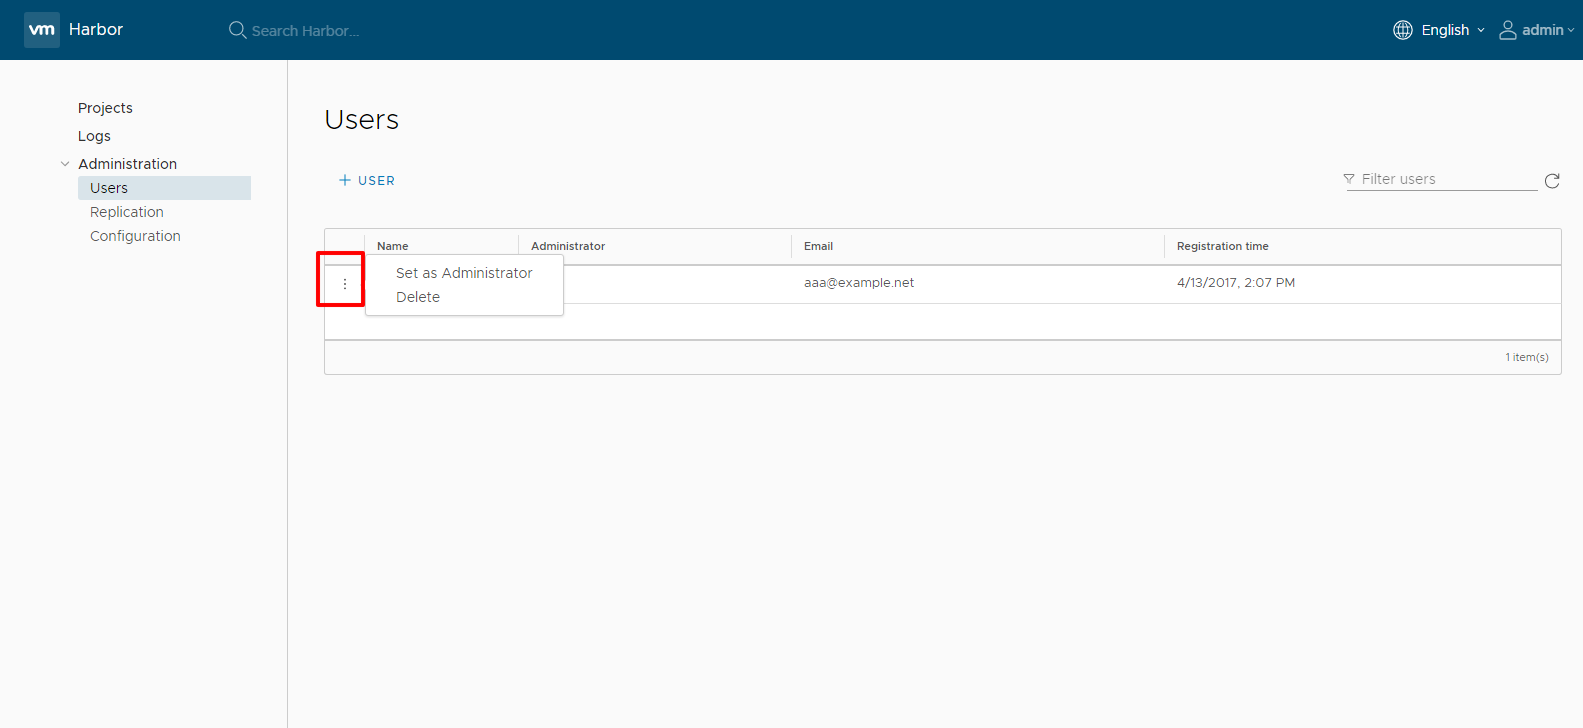 vm Harbor Search Harbor... English admin
Projects
Logs
Administration
Users
Replication
Configuration
Users
+ USER Filter users
Name Administrator Email Registration time
Set as Administrator
Delete
aaa@example.net 4/13/2017, 2:07 PM
1 item(s)